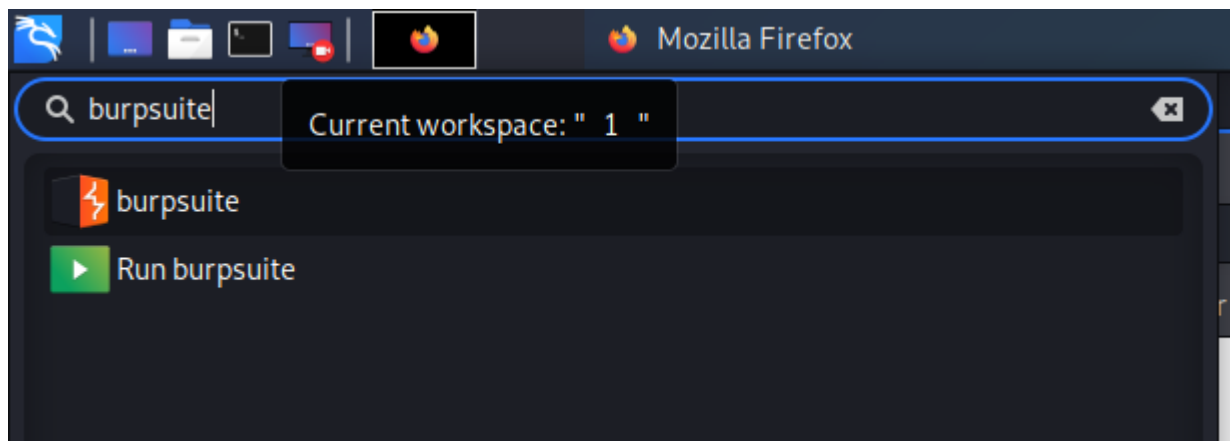 Mozilla Firefox
burpsuite
Current workspace: " 1 "
burpsuite
Run burpsuite
r